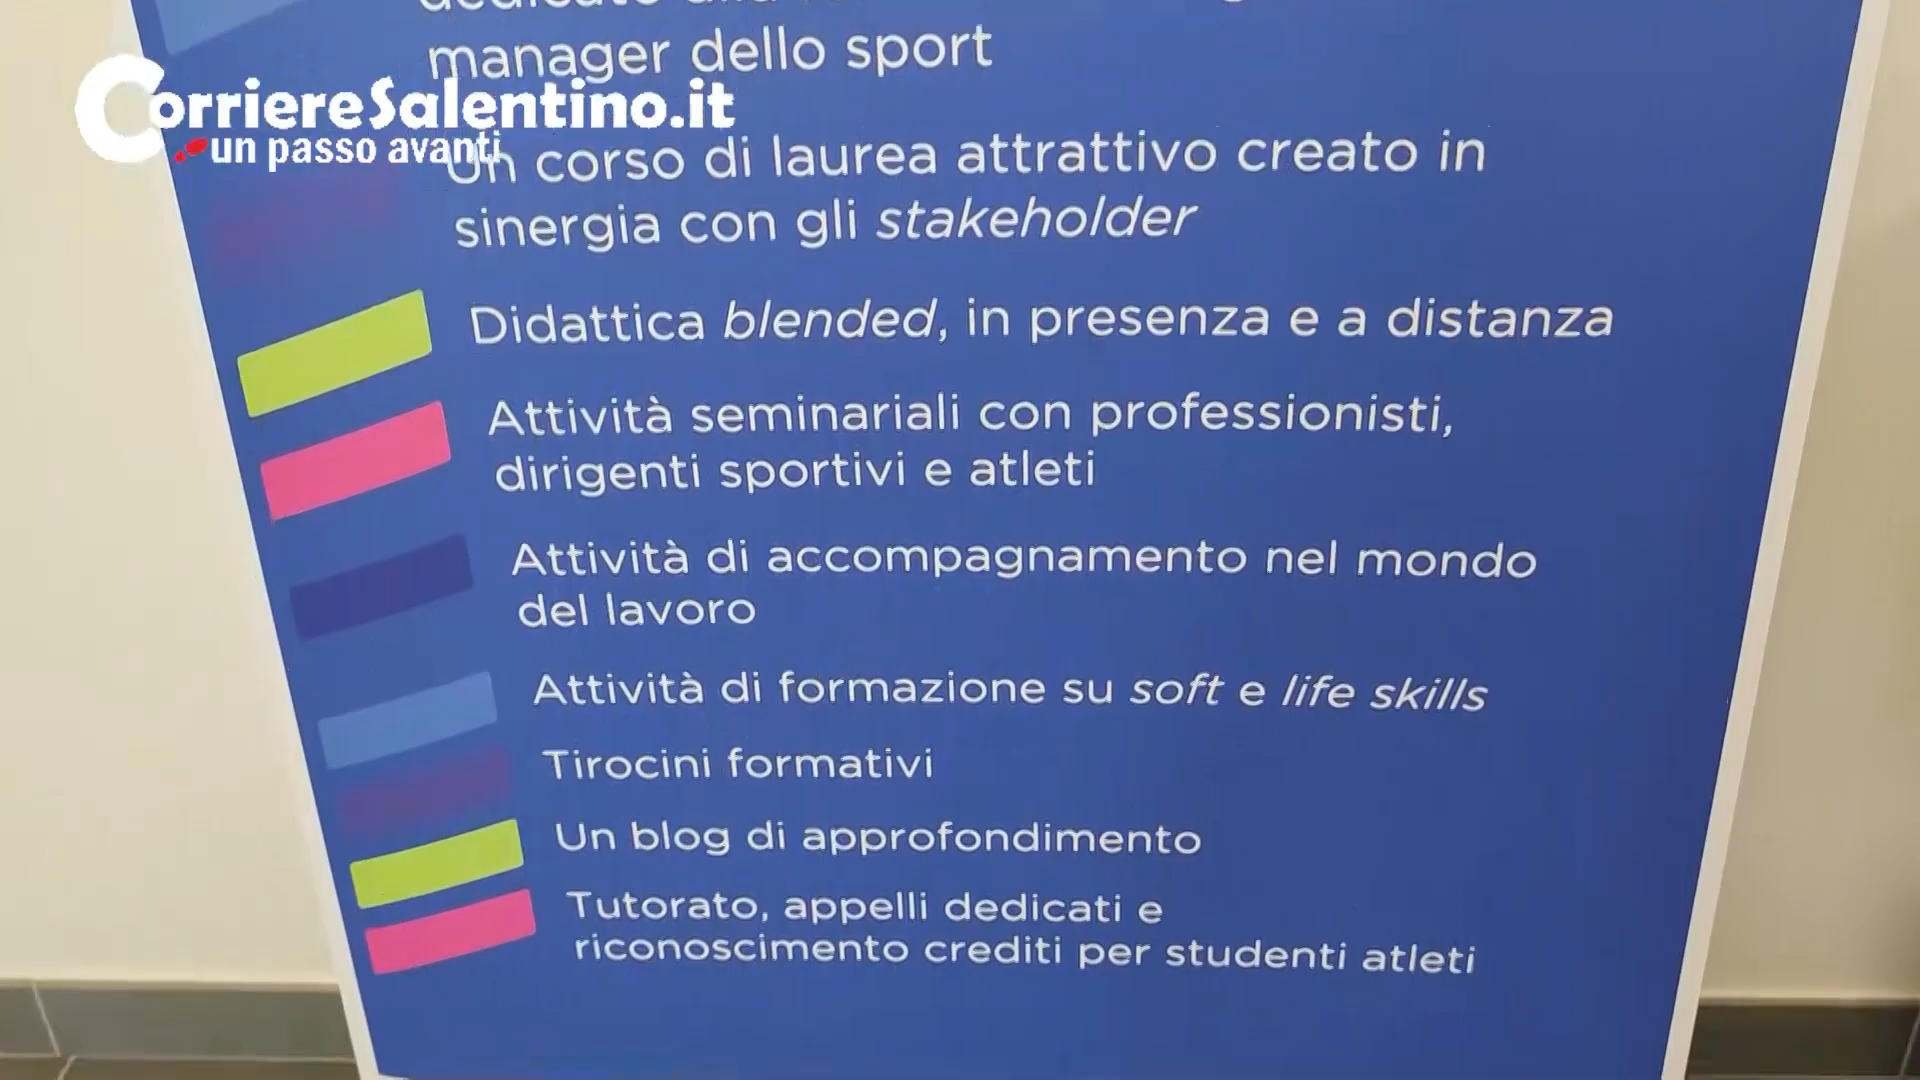 manager dello sport
CorriereSalentino.it
un passo avanti
Un corso di laurea attrattivo creato in
sinergia con gli stakeholder
Didattica blended, in presenza e a distanza
Attività seminariali con professionisti,
dirigenti sportivi e atleti
Attività di accompagnamento nel mondo
del lavoro
Attività di formazione su soft e life skills
Tirocini formativi
Un blog di approfondimento
Tutorato, appelli dedicati e
riconoscimento crediti per studenti atleti